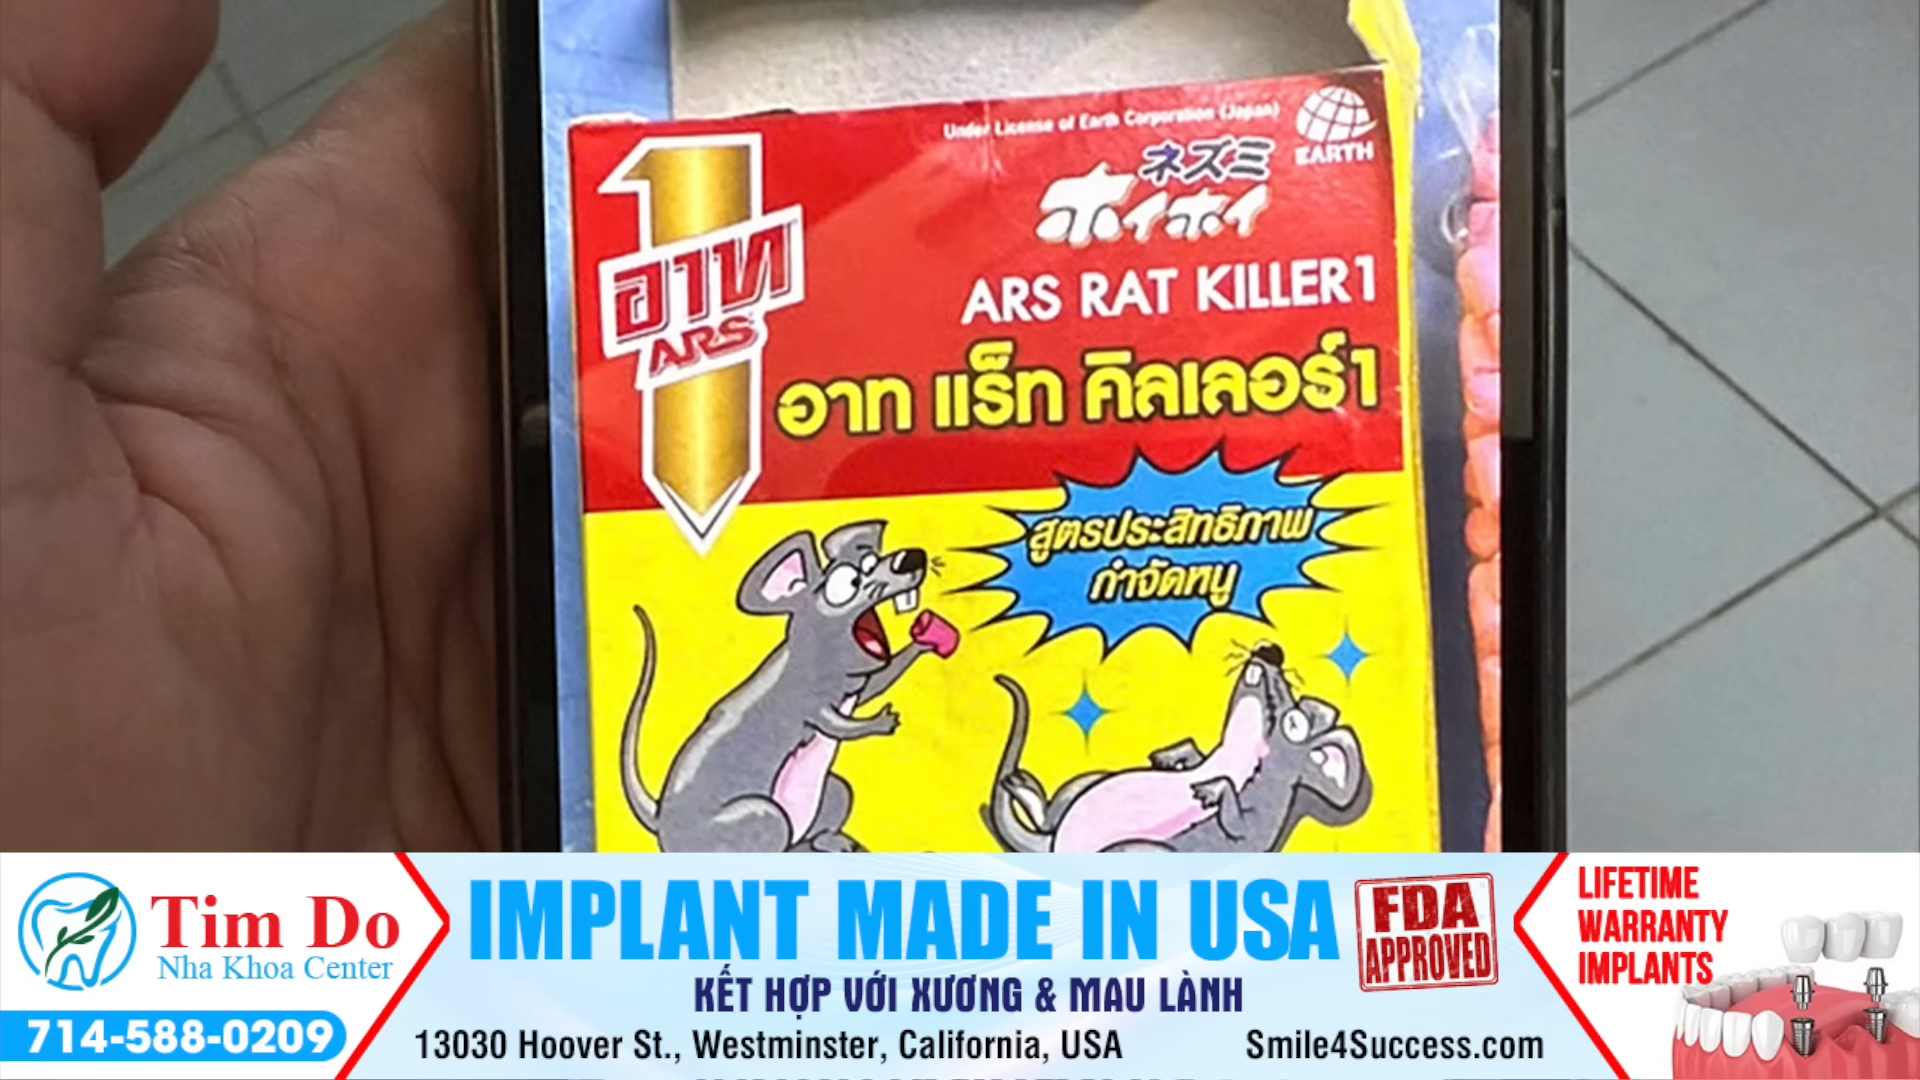 Under License of Earth Corporation (Japan)
EARTH
ネズミ
ホイホイ
1
อาท
ARS
ARS RAT KILLER1
อาท แร็ท คิลเลอร์1
สูตรประสิทธิภาพ
กำจัดหนู
Tim Do
Nha Khoa Center
714-588-0209
IMPLANT MADE IN USA
FDA
APPROVED
KẾT HỢP VỚI XƯƠNG & MAU LÀNH
13030 Hoover St., Westminster, California, USA
Smile4Success.com
LIFETIME
WARRANTY
IMPLANTS